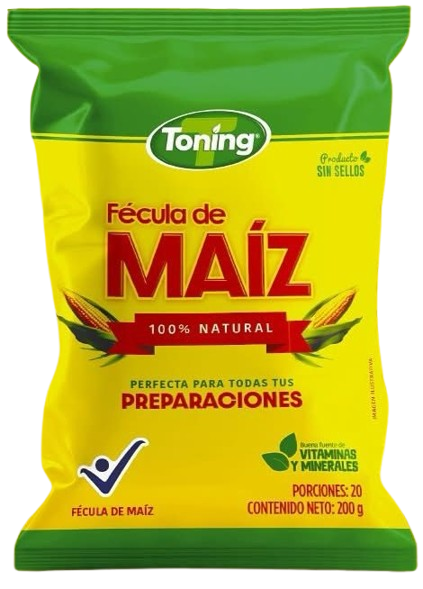 Toning
Producto
SIN SELLOS
Fécula de
MAÍZ
100% NATURAL
PERFECTA PARA TODAS TUS
PREPARACIONES
IMAGEN ILUSTRATIVA
Buena fuente de
VITAMINAS
Y MINERALES
PORCIONES: 20
CONTENIDO NETO: 200 g
FÉCULA DE MAÍZ